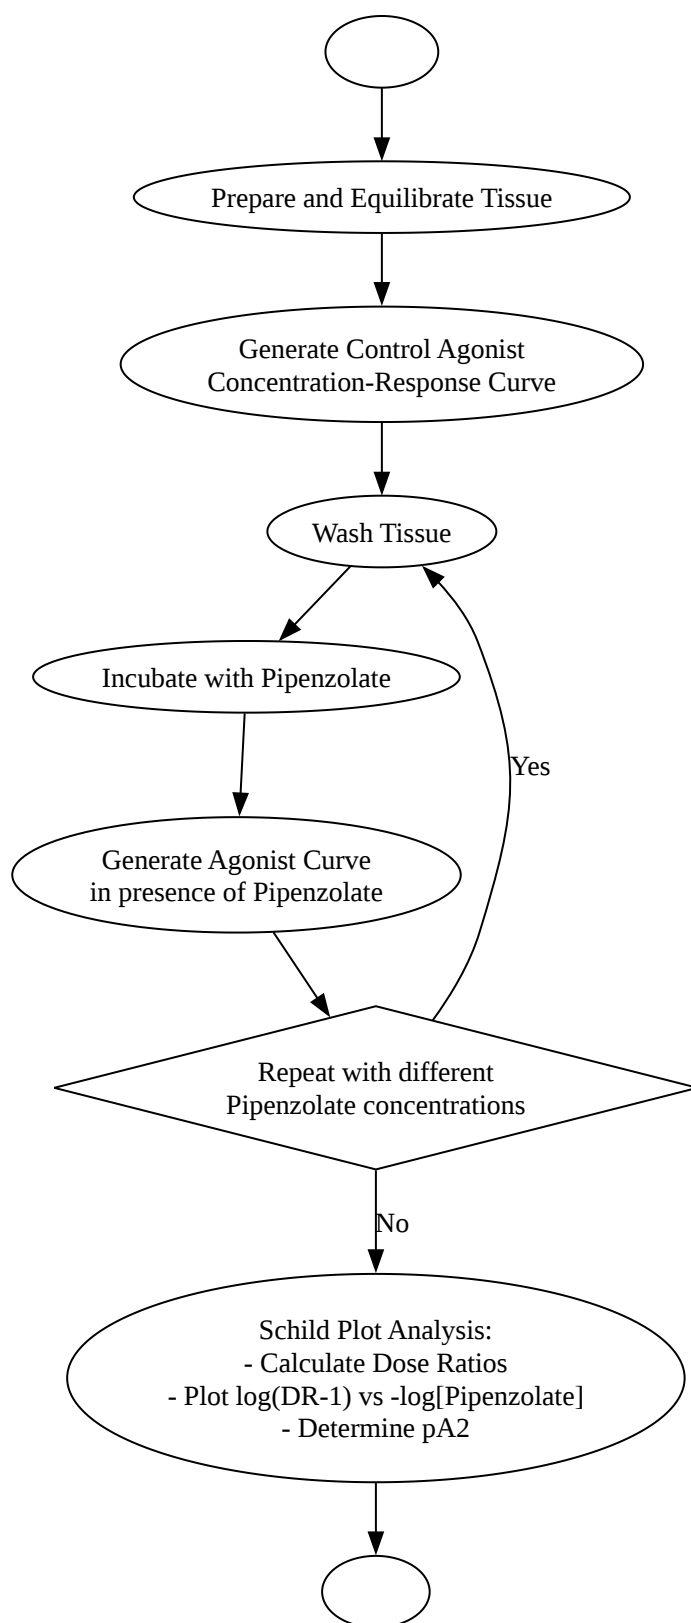 Prepare and Equilibrate Tissue
Generate Control Agonist
Concentration-Response Curve
Wash Tissue
Incubate with Pipenzolate
Yes
Generate Agonist Curve
in presence of Pipenzolate
Repeat with different
Pipenzolate concentrations
No
Schild Plot Analysis:
- Calculate Dose Ratios
- Plot log(DR-1) vs -log[Pipenzolate]
- Determine pA2